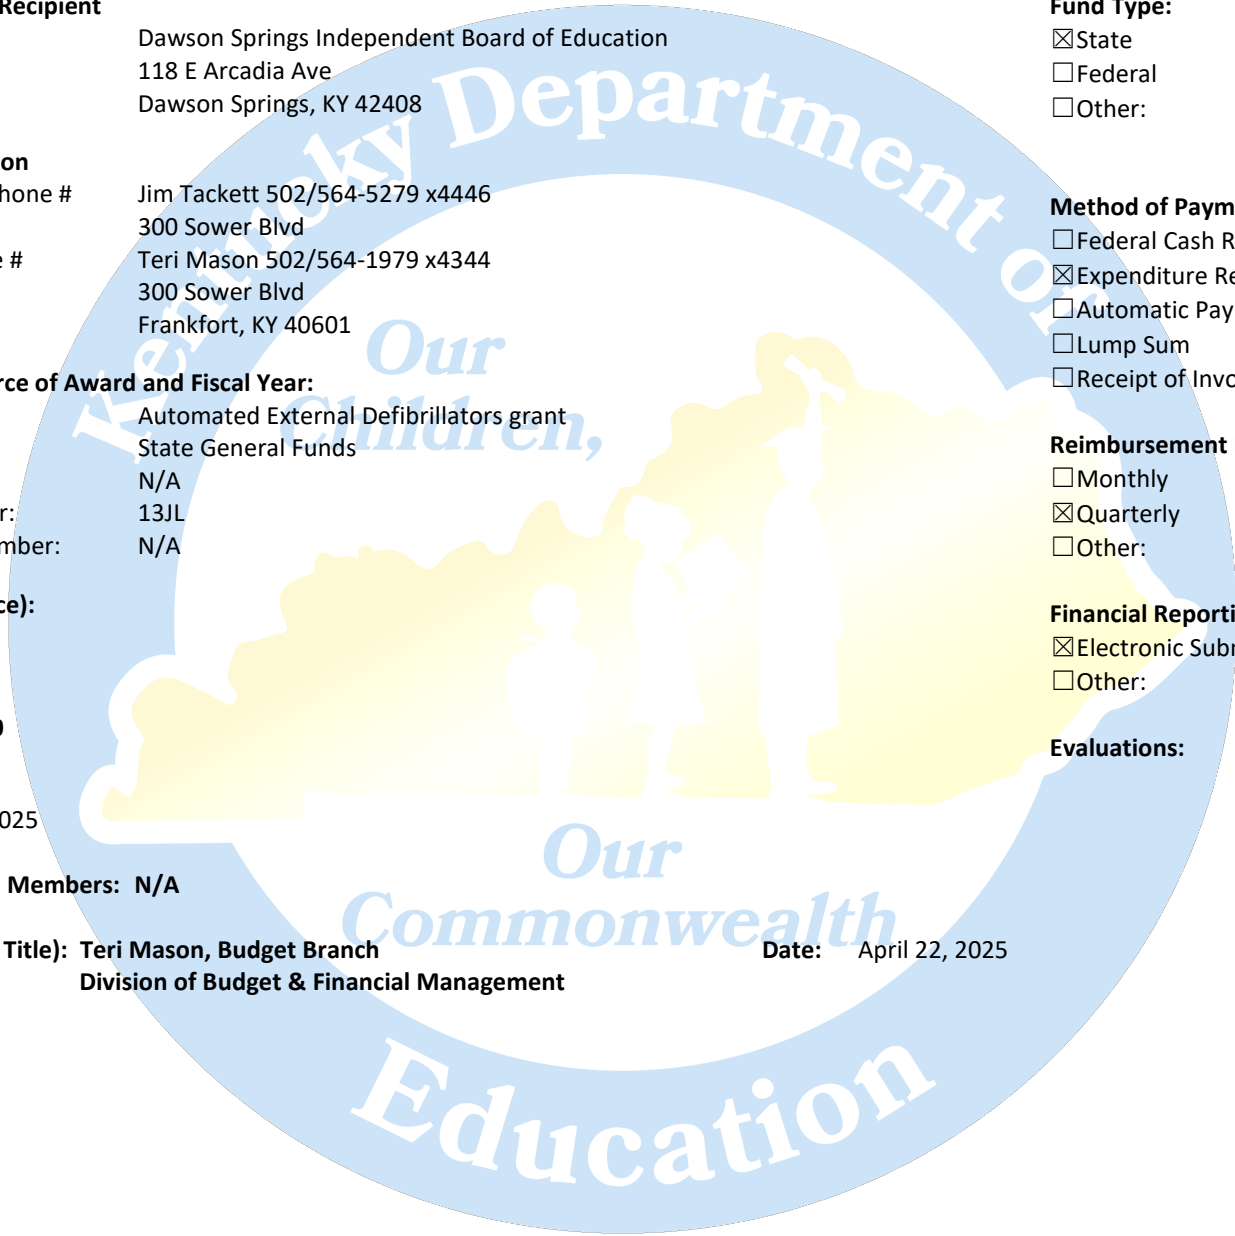 Recipient
Dawson Springs Independent Board of Education
118 E Arcadia Ave
Dawson Springs, KY 42408
on
hone # Jim Tackett 502/564-5279 x4446
300 Sower Blvd
e # Teri Mason 502/564-1979 x4344
300 Sower Blvd
Frankfort, KY 40601
rce of Award and Fiscal Year:
Automated External Defibrillators grant
State General Funds
N/A
r: 13JL
mber: N/A
ce):
025
Members: N/A
Title): Teri Mason, Budget Branch
Division of Budget & Financial Management
Date: April 22, 2025
Fund Type:
☒State
☐Federal
☐Other:
Method of Paym
☐Federal Cash R
☒Expenditure Re
☐Automatic Pay
☐Lump Sum
☐Receipt of Invo
Reimbursement
☐Monthly
☒Quarterly
☐Other:
Financial Reporti
☒Electronic Subr
☐Other:
Evaluations:
Kentucky Department of
Education
Our
Children,
Our
Commonwealth